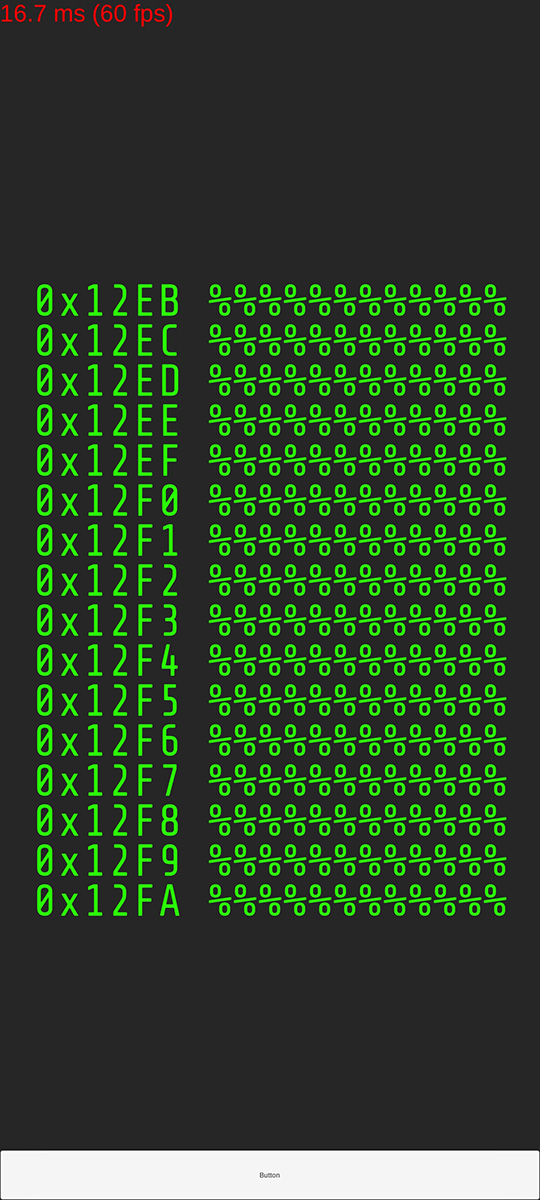 16.7 ms (60 fps)
0x12EB %%%%%%%%%%%%
0x12EC %%%%%%%%%%%%
0x12ED %%%%%%%%%%%%
0x12EE %%%%%%%%%%%%
0x12EF %%%%%%%%%%%%
0x12F0 %%%%%%%%%%%%
0x12F1 %%%%%%%%%%%%
0x12F2 %%%%%%%%%%%%
0x12F3 %%%%%%%%%%%%
0x12F4 %%%%%%%%%%%%
0x12F5 %%%%%%%%%%%%
0x12F6 %%%%%%%%%%%%
0x12F7 %%%%%%%%%%%%
0x12F8 %%%%%%%%%%%%
0x12F9 %%%%%%%%%%%%
0x12FA %%%%%%%%%%%%
Button